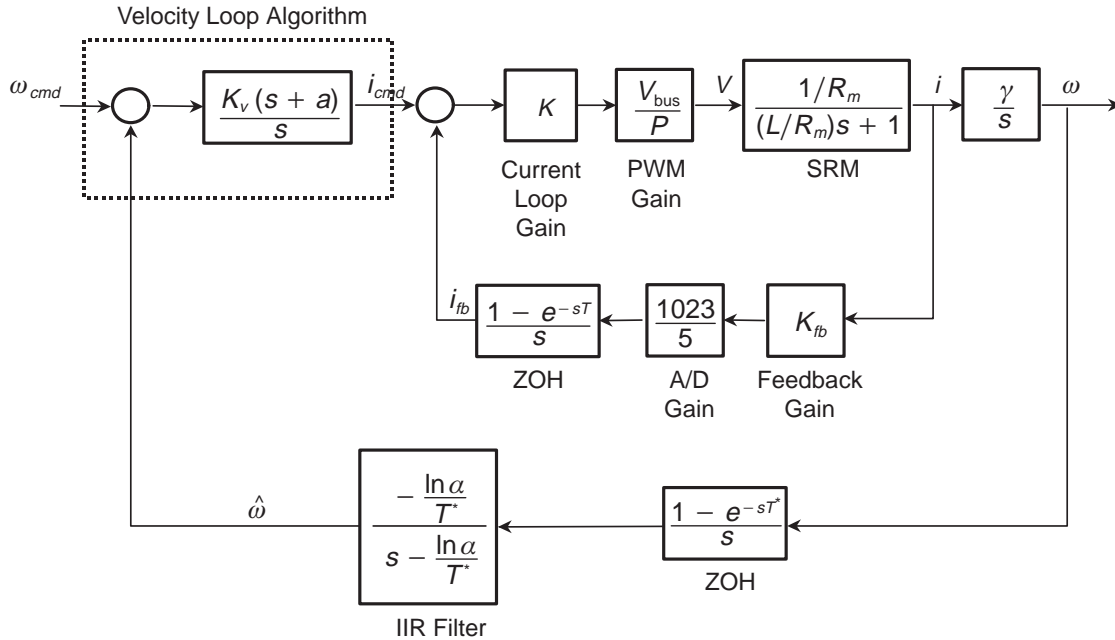 Velocity Loop Algorithm
ω_cmd
K_v (s + a)
s
i_cmd
K
Current
Loop
Gain
V_bus
P
PWM
Gain
V
1/R_m
(L/R_m)s + 1
SRM
i
γ
s
ω
i_fb
1 − e^−sT
s
ZOH
1023
5
A/D
Gain
K_fb
Feedback
Gain
ω̂
− ln α
T*
s − ln α
T*
IIR Filter
1 − e^−sT*
s
ZOH